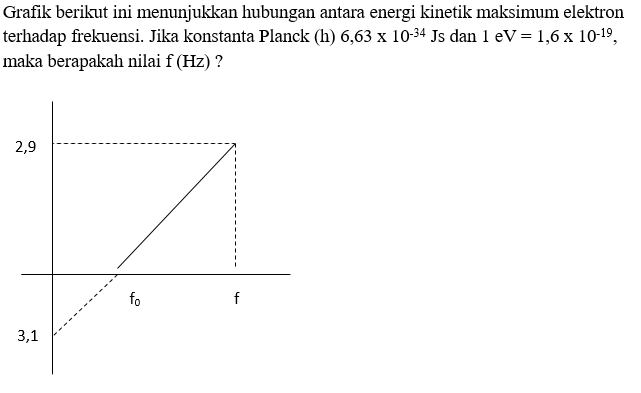 Grafik berikut ini menunjukkan hubungan antara energi kinetik maksimum elektron
terhadap frekuensi. Jika konstanta Planck (h) 6,63 x 10⁻³⁴ Js dan 1 eV = 1,6 x 10⁻¹⁹,
maka berapakah nilai f (Hz) ?
2,9
f₀ f
3,1